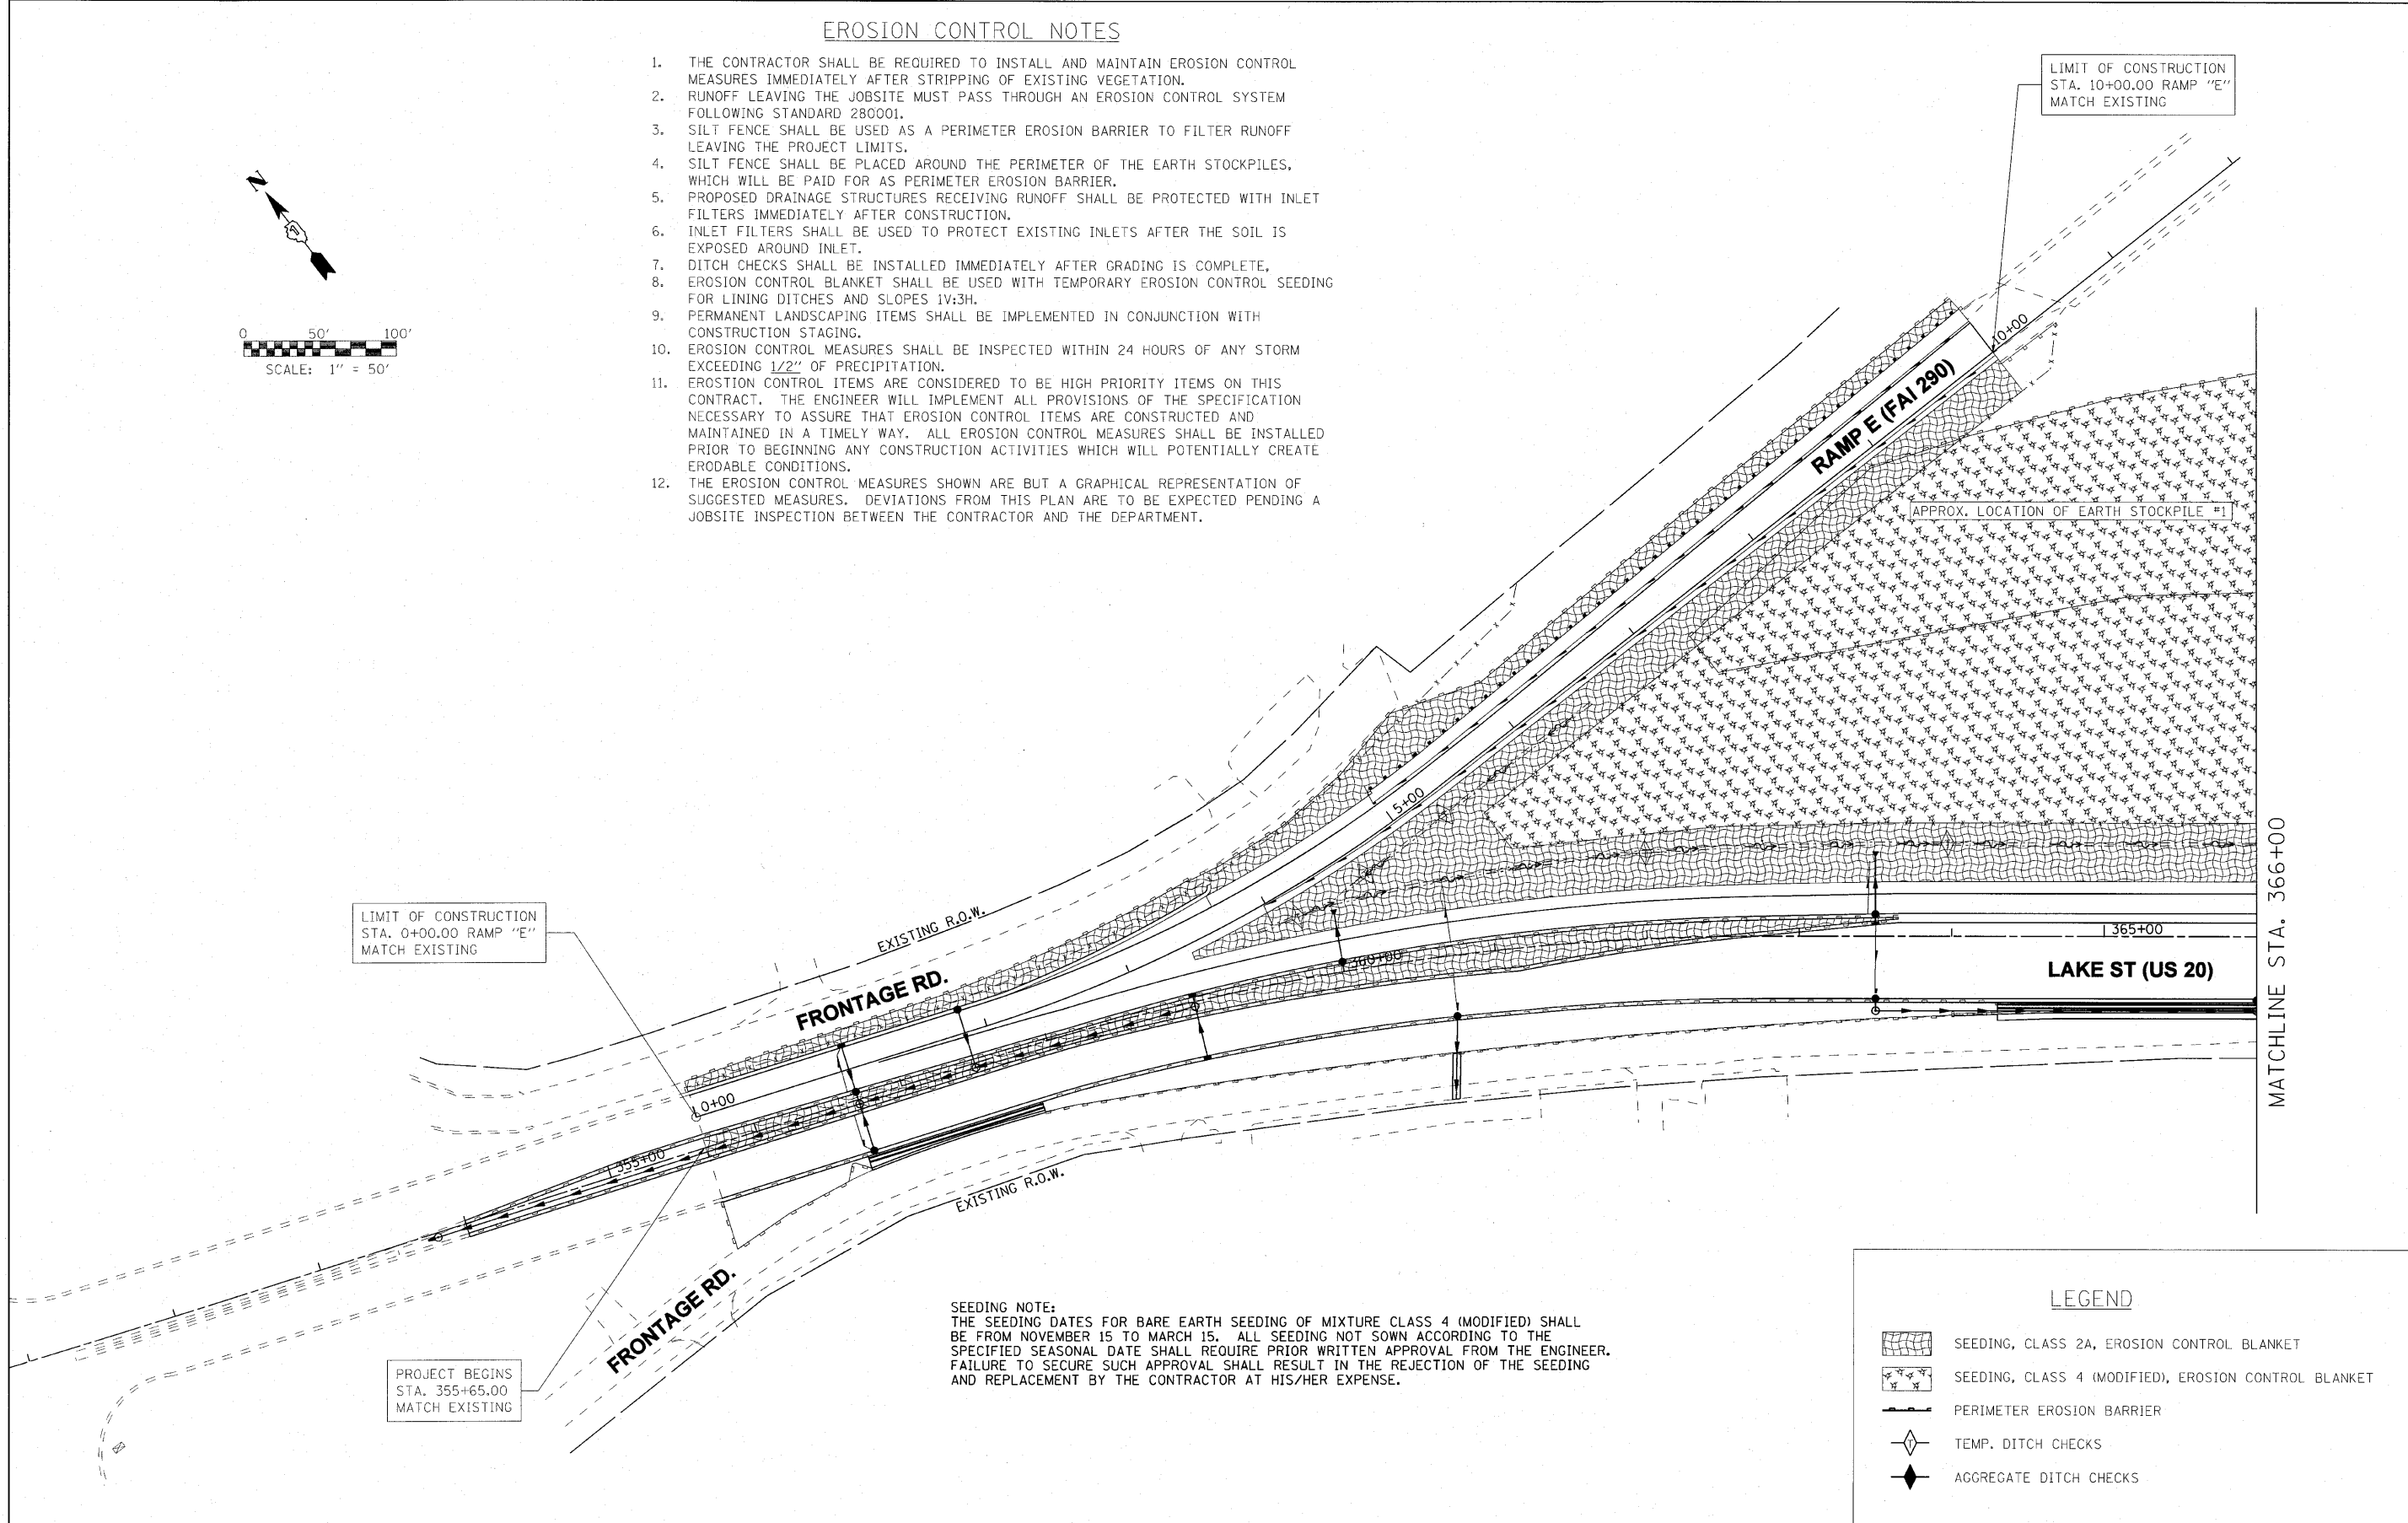 EROSION CONTROL NOTES
1. THE CONTRACTOR SHALL BE REQUIRED TO INSTALL AND MAINTAIN EROSION CONTROL
MEASURES IMMEDIATELY AFTER STRIPPING OF EXISTING VEGETATION.
2. RUNOFF LEAVING THE JOBSITE MUST PASS THROUGH AN EROSION CONTROL SYSTEM
FOLLOWING STANDARD 280001.
3. SILT FENCE SHALL BE USED AS A PERIMETER EROSION BARRIER TO FILTER RUNOFF
LEAVING THE PROJECT LIMITS.
4. SILT FENCE SHALL BE PLACED AROUND THE PERIMETER OF THE EARTH STOCKPILES,
WHICH WILL BE PAID FOR AS PERIMETER EROSION BARRIER.
5. PROPOSED DRAINAGE STRUCTURES RECEIVING RUNOFF SHALL BE PROTECTED WITH INLET
FILTERS IMMEDIATELY AFTER CONSTRUCTION.
6. INLET FILTERS SHALL BE USED TO PROTECT EXISTING INLETS AFTER THE SOIL IS
EXPOSED AROUND INLET.
7. DITCH CHECKS SHALL BE INSTALLED IMMEDIATELY AFTER GRADING IS COMPLETE,
8. EROSION CONTROL BLANKET SHALL BE USED WITH TEMPORARY EROSION CONTROL SEEDING
FOR LINING DITCHES AND SLOPES 1V:3H.
9. PERMANENT LANDSCAPING ITEMS SHALL BE IMPLEMENTED IN CONJUNCTION WITH
CONSTRUCTION STAGING.
10. EROSION CONTROL MEASURES SHALL BE INSPECTED WITHIN 24 HOURS OF ANY STORM
EXCEEDING 1/2" OF PRECIPITATION.
11. EROSTION CONTROL ITEMS ARE CONSIDERED TO BE HIGH PRIORITY ITEMS ON THIS
CONTRACT. THE ENGINEER WILL IMPLEMENT ALL PROVISIONS OF THE SPECIFICATION
NECESSARY TO ASSURE THAT EROSION CONTROL ITEMS ARE CONSTRUCTED AND
MAINTAINED IN A TIMELY WAY. ALL EROSION CONTROL MEASURES SHALL BE INSTALLED
PRIOR TO BEGINNING ANY CONSTRUCTION ACTIVITIES WHICH WILL POTENTIALLY CREATE
ERODABLE CONDITIONS.
12. THE EROSION CONTROL MEASURES SHOWN ARE BUT A GRAPHICAL REPRESENTATION OF
SUGGESTED MEASURES. DEVIATIONS FROM THIS PLAN ARE TO BE EXPECTED PENDING A
JOBSITE INSPECTION BETWEEN THE CONTRACTOR AND THE DEPARTMENT.
LIMIT OF CONSTRUCTION
STA. 10+00.00 RAMP "E"
MATCH EXISTING
N
0 50' 100'
SCALE: 1" = 50'
10+00
RAMP E (FAI 290)
APPROX. LOCATION OF EARTH STOCKPILE #1
5+00
MATCHLINE STA. 366+00
LIMIT OF CONSTRUCTION
STA. 0+00.00 RAMP "E"
MATCH EXISTING
EXISTING R.O.W.
FRONTAGE RD.
360+00
365+00
LAKE ST (US 20)
0+00
355+00
EXISTING R.O.W.
FRONTAGE RD.
PROJECT BEGINS
STA. 355+65.00
MATCH EXISTING
SEEDING NOTE:
THE SEEDING DATES FOR BARE EARTH SEEDING OF MIXTURE CLASS 4 (MODIFIED) SHALL
BE FROM NOVEMBER 15 TO MARCH 15. ALL SEEDING NOT SOWN ACCORDING TO THE
SPECIFIED SEASONAL DATE SHALL REQUIRE PRIOR WRITTEN APPROVAL FROM THE ENGINEER.
FAILURE TO SECURE SUCH APPROVAL SHALL RESULT IN THE REJECTION OF THE SEEDING
AND REPLACEMENT BY THE CONTRACTOR AT HIS/HER EXPENSE.
LEGEND
SEEDING, CLASS 2A, EROSION CONTROL BLANKET
SEEDING, CLASS 4 (MODIFIED), EROSION CONTROL BLANKET
PERIMETER EROSION BARRIER
T TEMP. DITCH CHECKS
AGGREGATE DITCH CHECKS